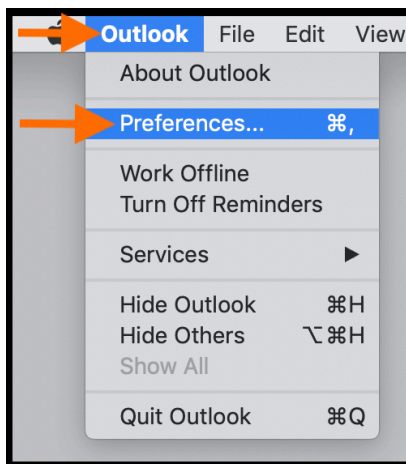 Outlook File Edit View
About Outlook
Preferences... ⌘,
Work Offline
Turn Off Reminders
Services ▶
Hide Outlook ⌘H
Hide Others ⌥⌘H
Show All
Quit Outlook ⌘Q